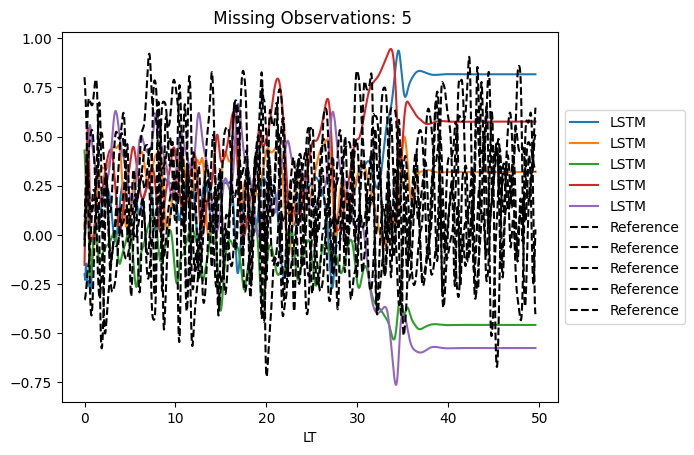 Missing Observations: 5
1.00
0.75
0.50
0.25
0.00
−0.25
−0.50
−0.75
0
10
20
30
40
50
LT
LSTM
LSTM
LSTM
LSTM
LSTM
Reference
Reference
Reference
Reference
Reference